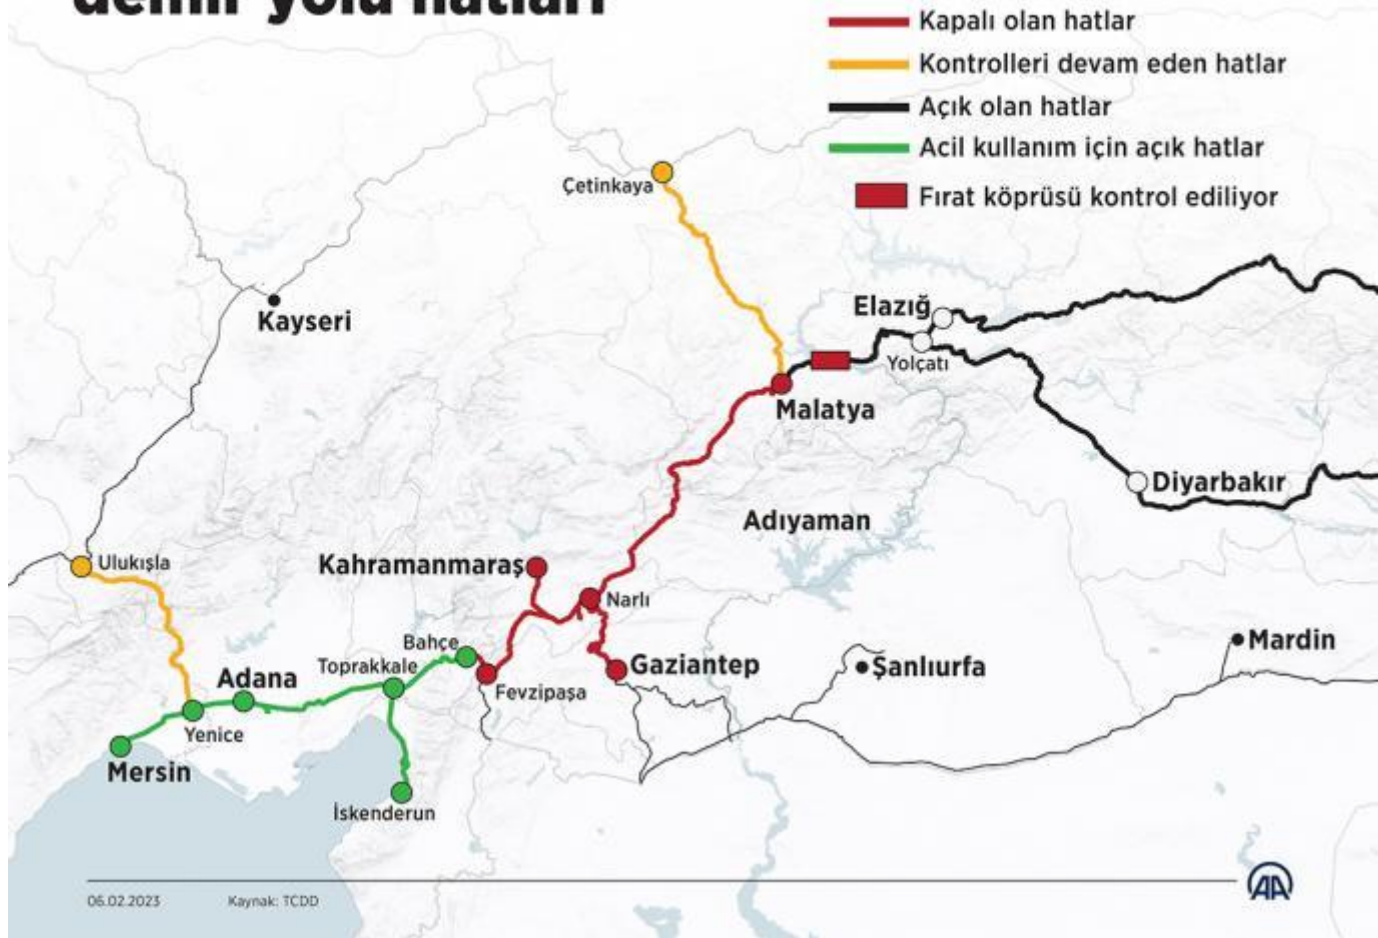 demir yolu hatları
Kapalı olan hatlar
Kontrolleri devam eden hatlar
Açık olan hatlar
Acil kullanım için açık hatlar
Fırat köprüsü kontrol ediliyor
Çetinkaya
Kayseri
Elazığ
Yolçatı
Malatya
Diyarbakır
Adıyaman
Ulukışla
Kahramanmaraş
Narlı
Bahçe
Mardin
Toprakkale
Gaziantep
Şanlıurfa
Adana
Fevzipaşa
Yenice
Mersin
İskenderun
06.02.2023 Kaynak: TCDD
AA